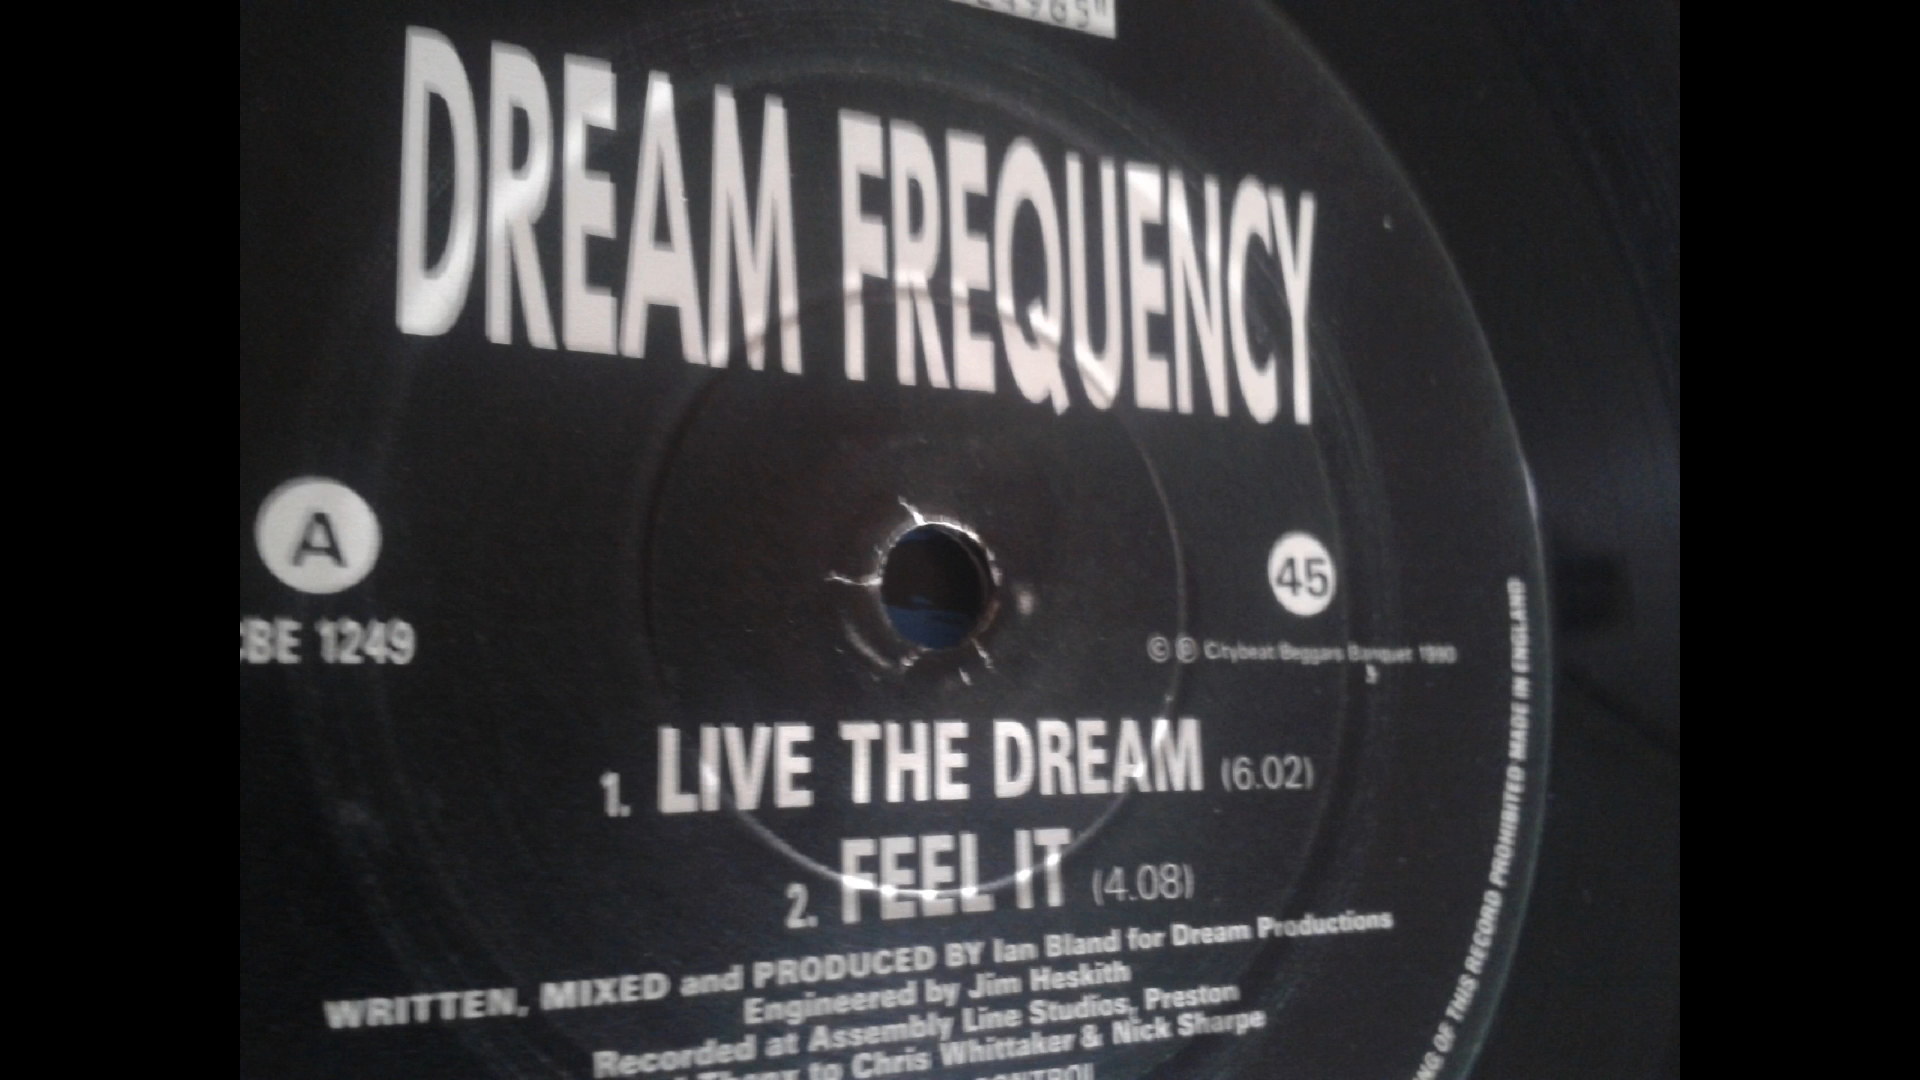 DREAM FREQUENCY
A
45
BE 1249
© ℗ Citybeat Beggars Banquet 1990
1. LIVE THE DREAM (6.02)
2. FEEL IT (4.08)
WRITTEN, MIXED and PRODUCED BY Ian Bland for Dream Productions
Engineered by Jim Heskith
Recorded at Assembly Line Studios, Preston
Thanx to Chris Whittaker & Nick Sharpe
OF THIS RECORD PROHIBITED MADE IN ENGLAND